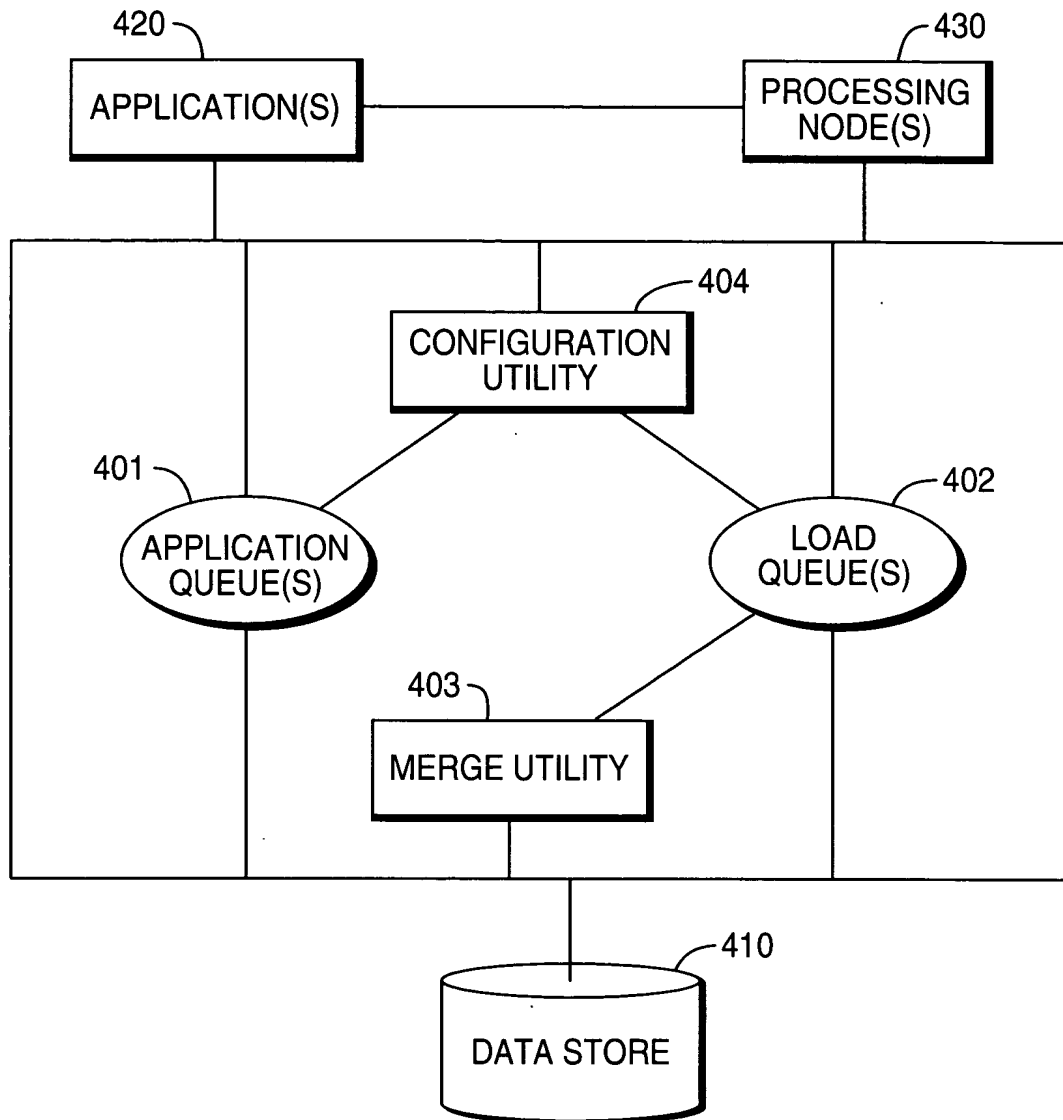 420
APPLICATION(S)
430
PROCESSING
NODE(S)
404
CONFIGURATION
UTILITY
401
APPLICATION
QUEUE(S)
402
LOAD
QUEUE(S)
403
MERGE UTILITY
410
DATA STORE